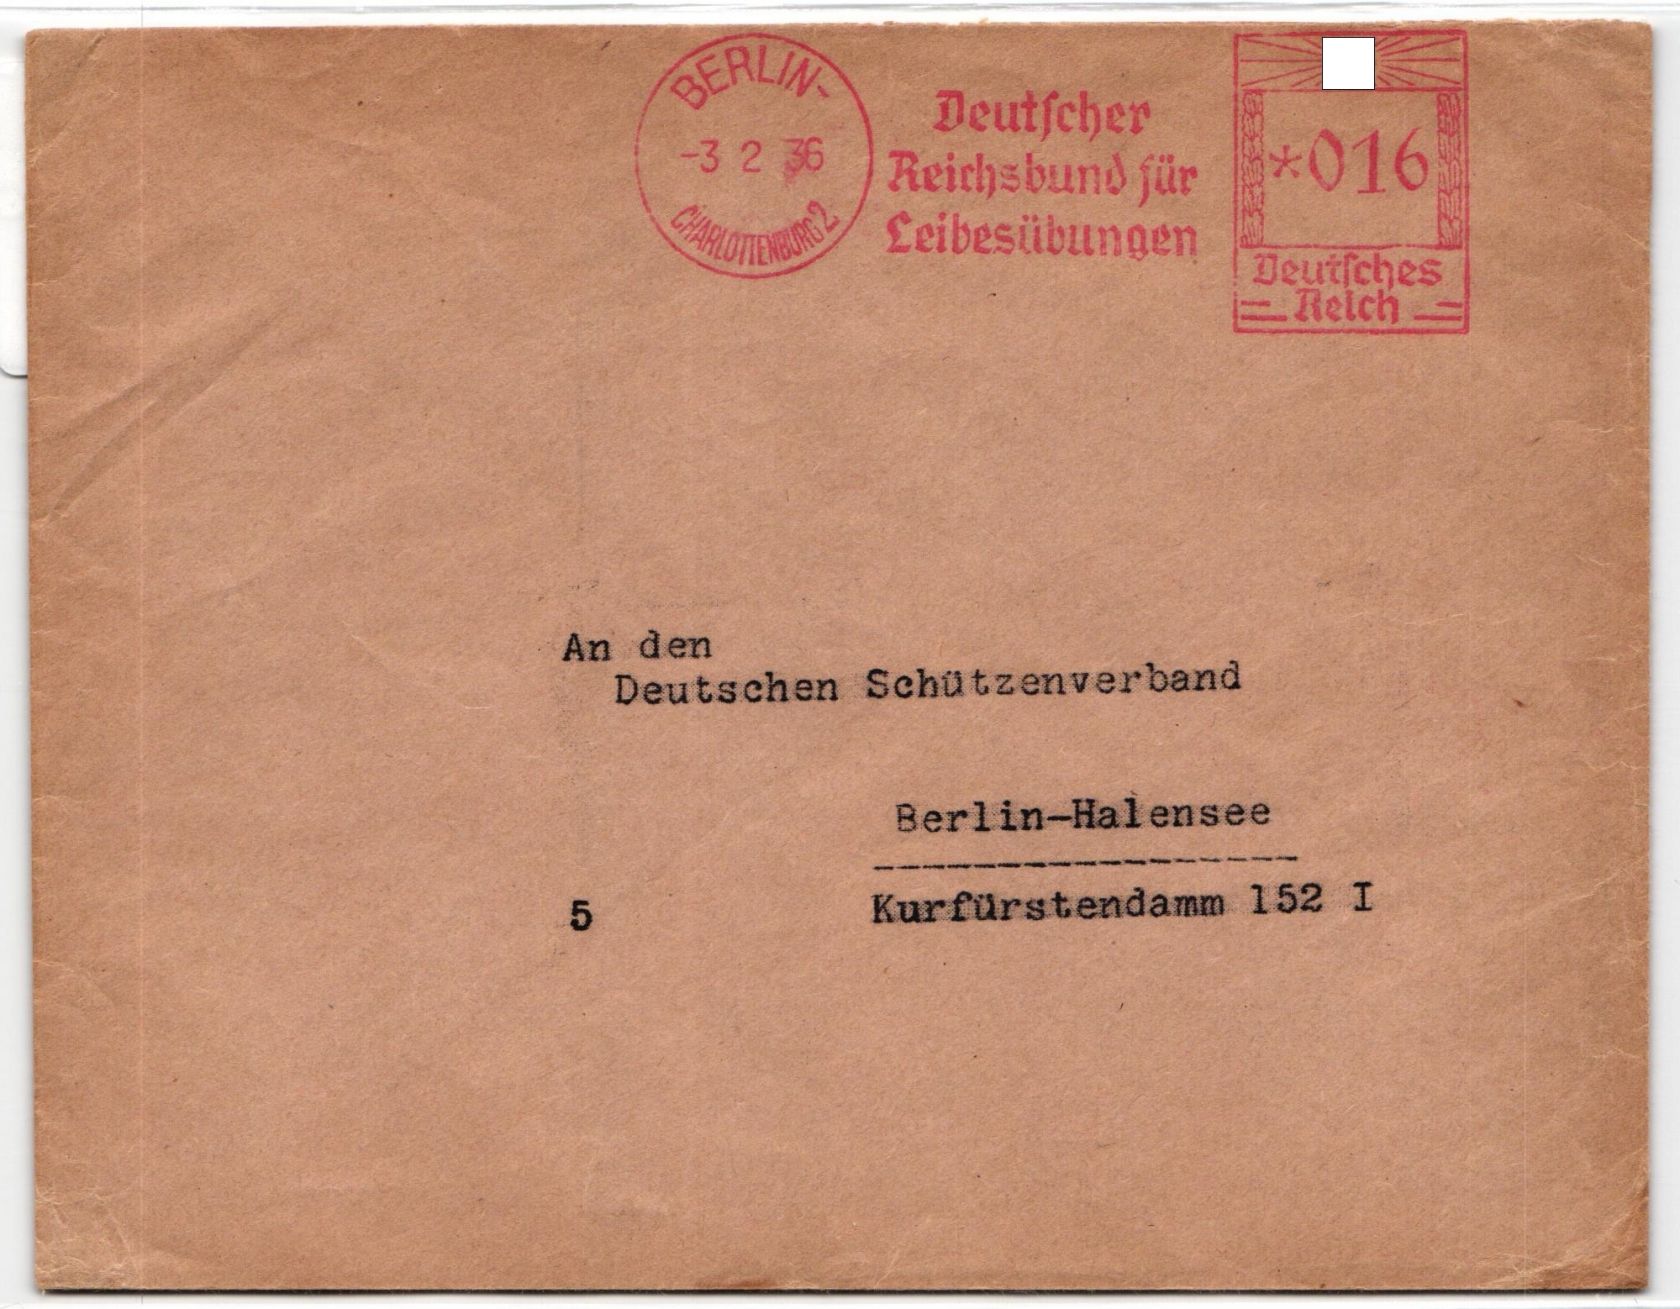 BERLIN-
-3 2 36
CHARLOTTENBURG 2
Deutscher
Reichsbund für
Leibesübungen
*016
Deutsches
Reich
An den
Deutschen Schützenverband
Berlin-Halensee
5 Kurfürstendamm 152 I